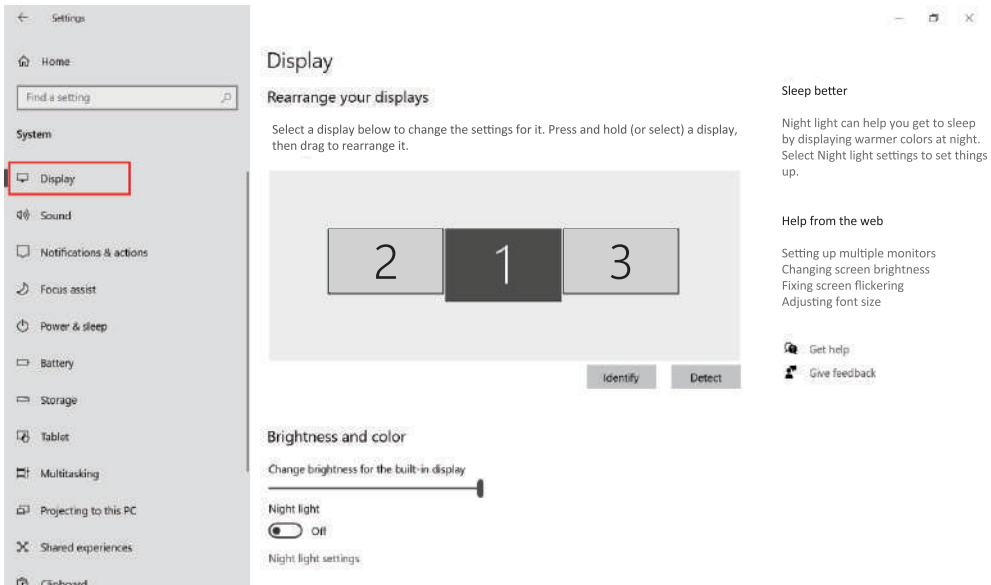 Settings
Home
Find a setting
System
Display
Sound
Notifications & actions
Focus assist
Power & sleep
Battery
Storage
Tablet
Multitasking
Projecting to this PC
Shared experiences
Clipboard
Display
Rearrange your displays
Select a display below to change the settings for it. Press and hold (or select) a display,
then drag to rearrange it.
2 1 3
Identify Detect
Brightness and color
Change brightness for the built-in display
Night light
Off
Night light settings
Sleep better
Night light can help you get to sleep
by displaying warmer colors at night.
Select Night light settings to set things
up.
Help from the web
Setting up multiple monitors
Changing screen brightness
Fixing screen flickering
Adjusting font size
Get help
Give feedback